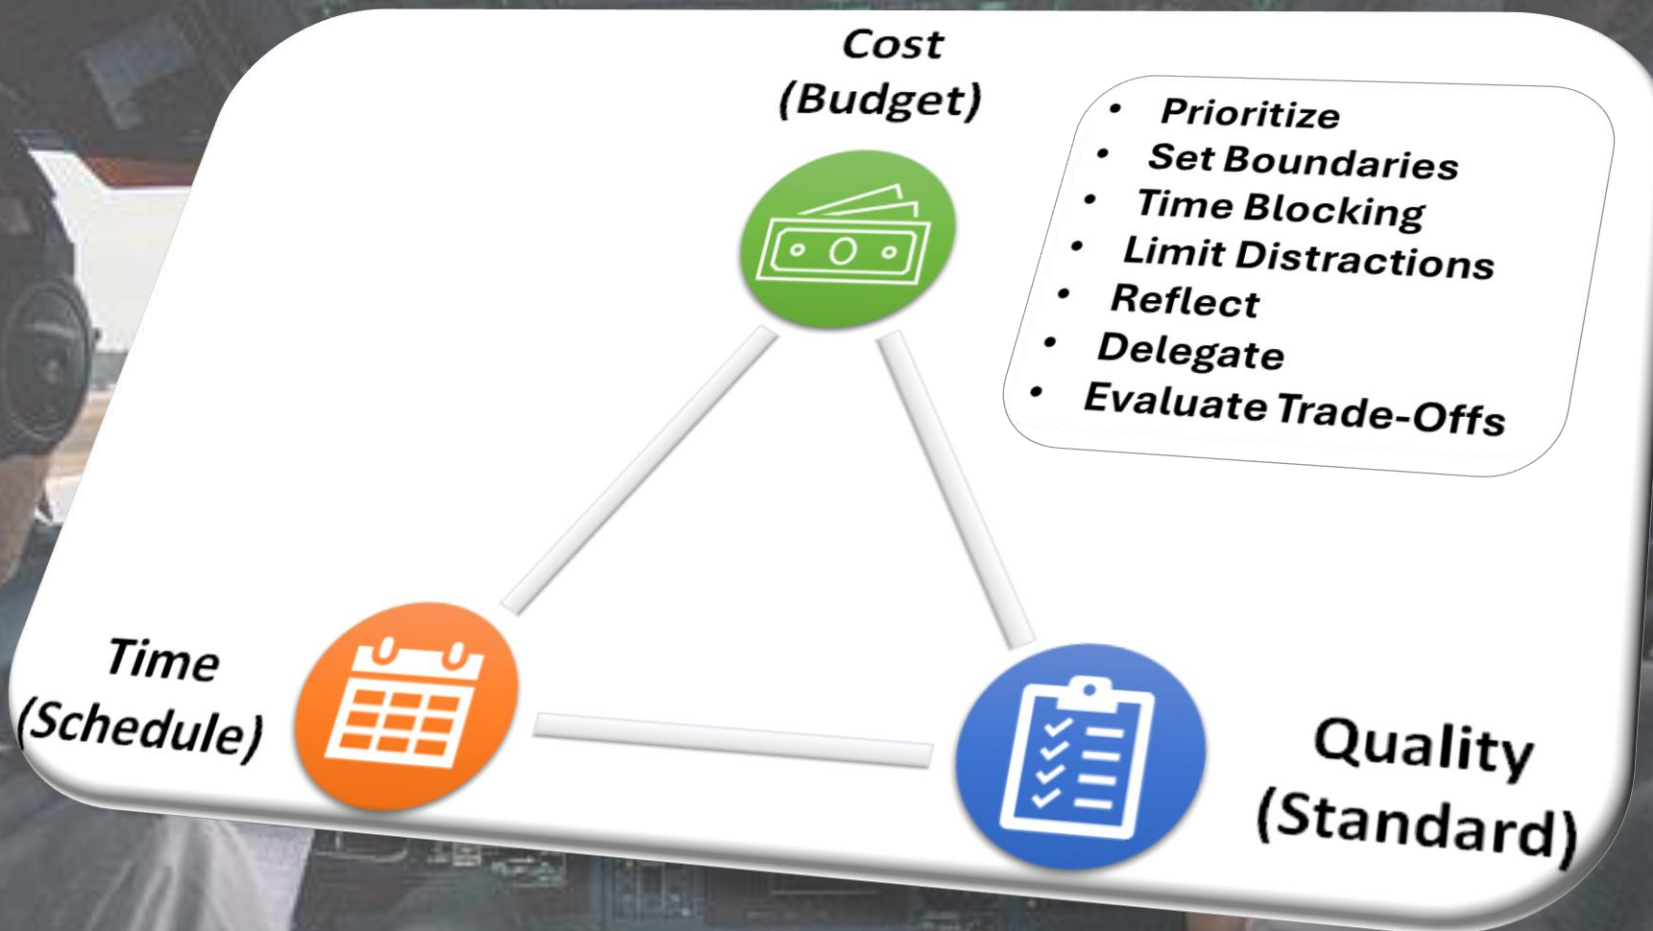 Cost
(Budget)
• Prioritize
• Set Boundaries
• Time Blocking
• Limit Distractions
• Reflect
• Delegate
• Evaluate Trade-Offs
Time
(Schedule)
Quality
(Standard)